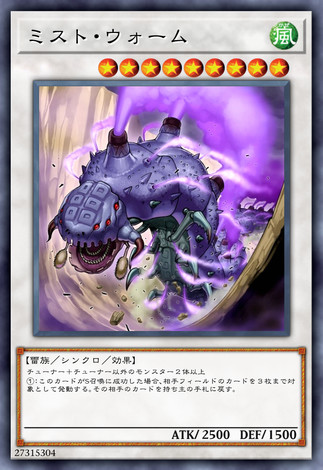 ミスト・ウォーム
風
【雷族／シンクロ／効果】
チューナー＋チューナー以外のモンスター２体以上
①：このカードがS召喚に成功した場合、相手フィールドのカードを３枚まで対
象として発動する。その相手のカードを持ち主の手札に戻す。
ATK/2500 DEF/1500
27315304